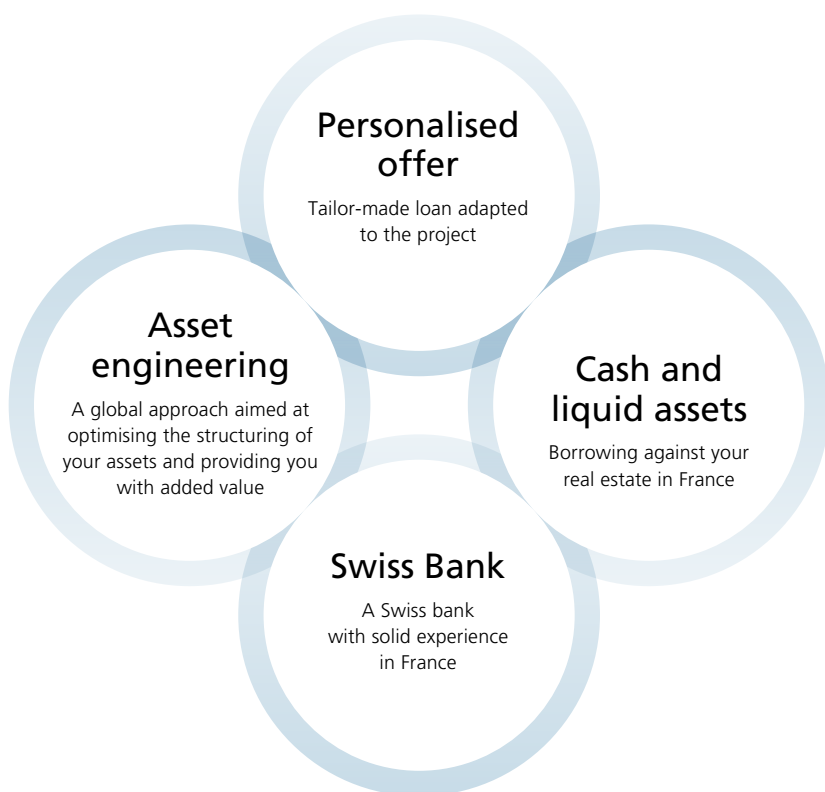 Personalised
offer
Tailor-made loan adapted
to the project
Asset
engineering
A global approach aimed at
optimising the structuring of
your assets and providing you
with added value
Cash and
liquid assets
Borrowing against your
real estate in France
Swiss Bank
A Swiss bank
with solid experience
in France